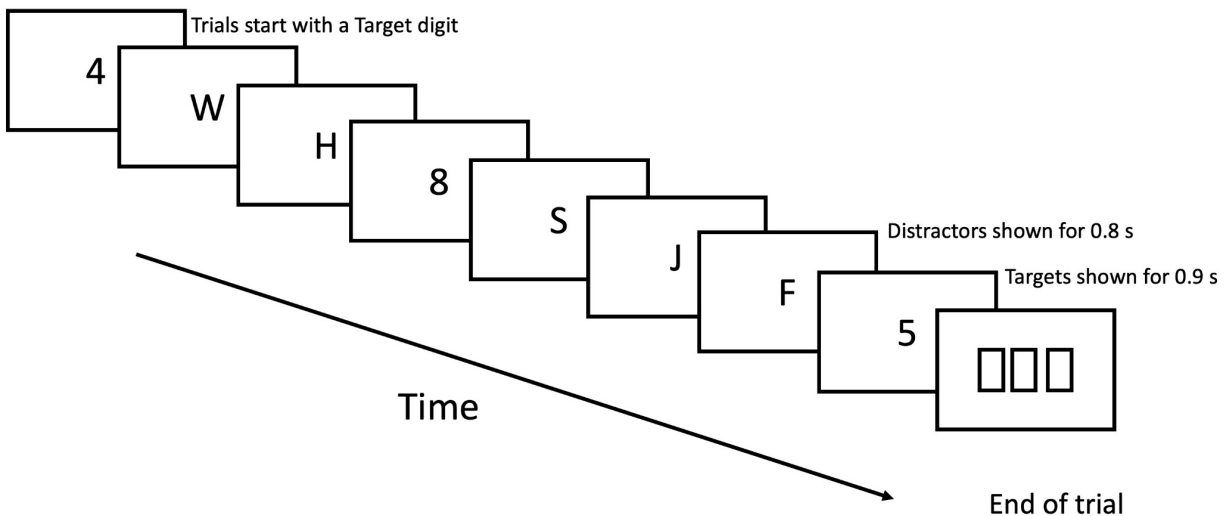 Trials start with a Target digit
4
W
H
8
S
J
F
Distractors shown for 0.8 s
Targets shown for 0.9 s
5
Time
End of trial